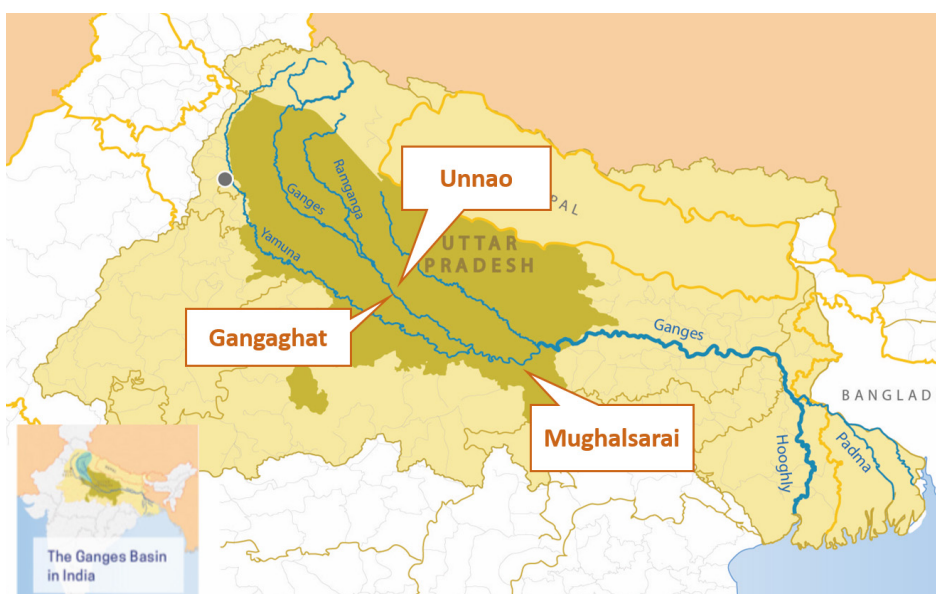 Unnao
PAL
UTTAR
PRADESH
Ramganga
Ganges
Yamuna
Gangaghat
Ganges
Mughalsarai
BANGLAD
Hooghly
Padma
The Ganges Basin
in India